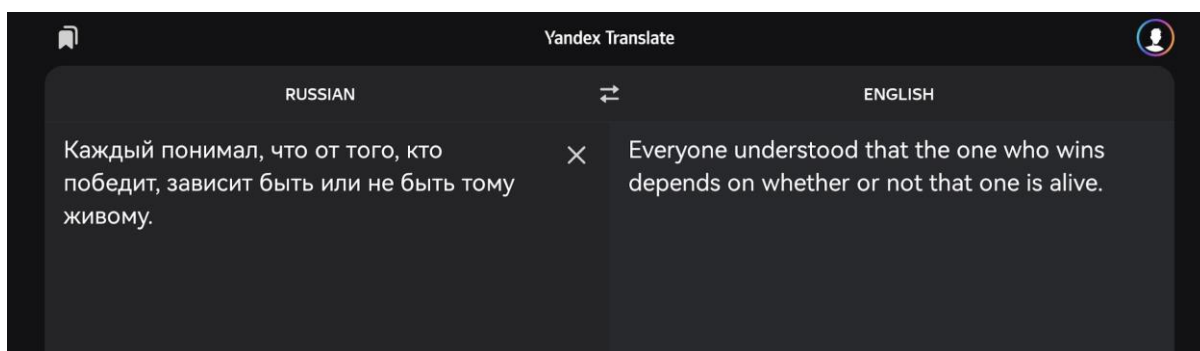 Yandex Translate
RUSSIAN
ENGLISH
Каждый понимал, что от того, кто
победит, зависит быть или не быть тому
живому.
Everyone understood that the one who wins
depends on whether or not that one is alive.